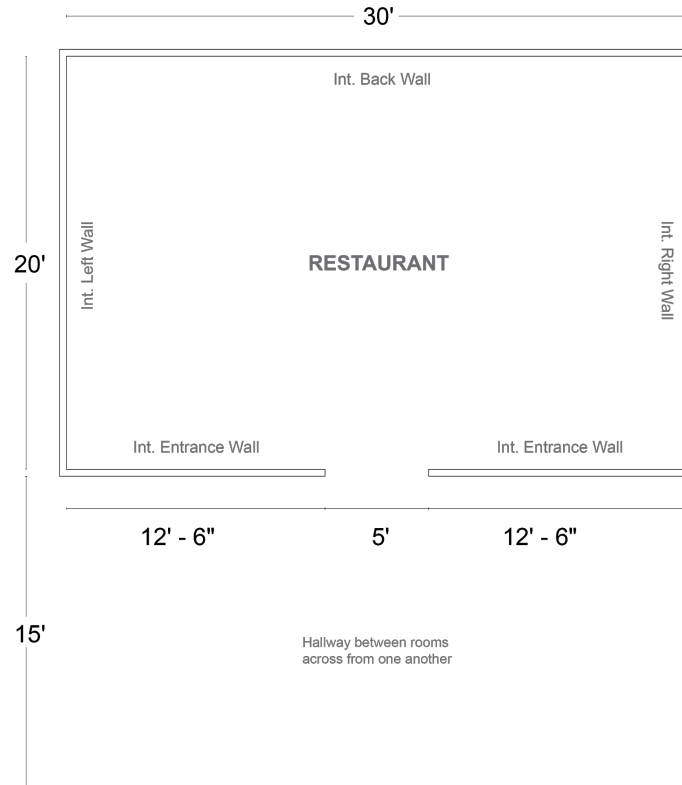 30'
Int. Back Wall
Int. Left Wall
20'
RESTAURANT
Int. Right Wall
Int. Entrance Wall
Int. Entrance Wall
12' - 6"
5'
12' - 6"
15'
Hallway between rooms
across from one another